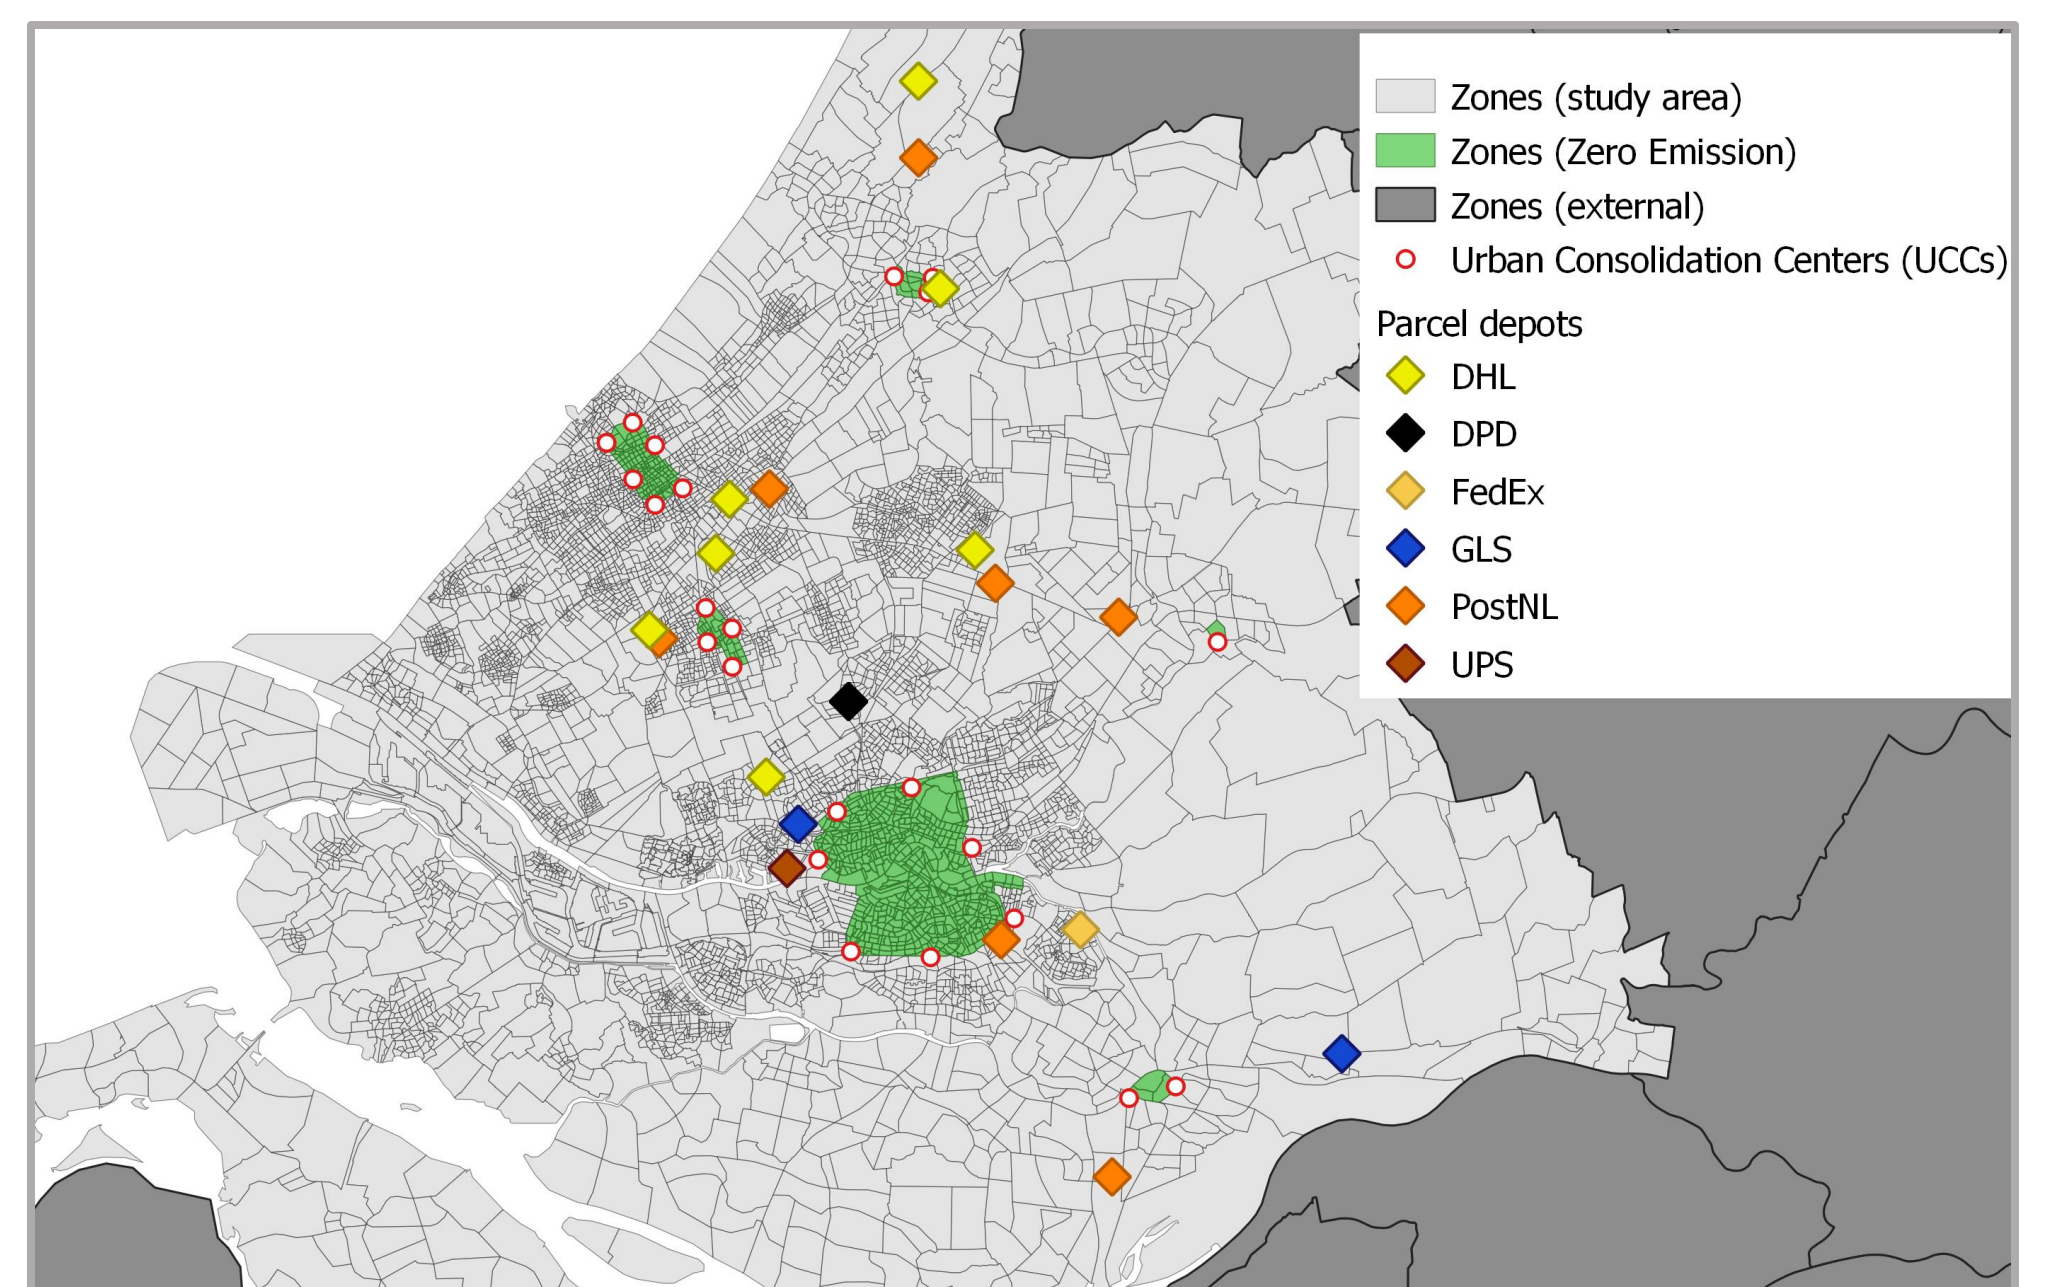 Zones (study area)
Zones (Zero Emission)
Zones (external)
Urban Consolidation Centers (UCCs)
Parcel depots
DHL
DPD
FedEx
GLS
PostNL
UPS